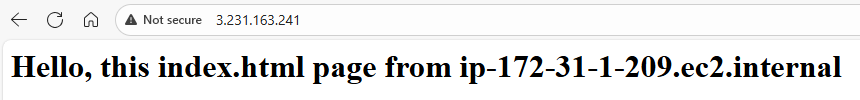 Not secure 3.231.163.241
Hello, this index.html page from ip-172-31-1-209.ec2.internal